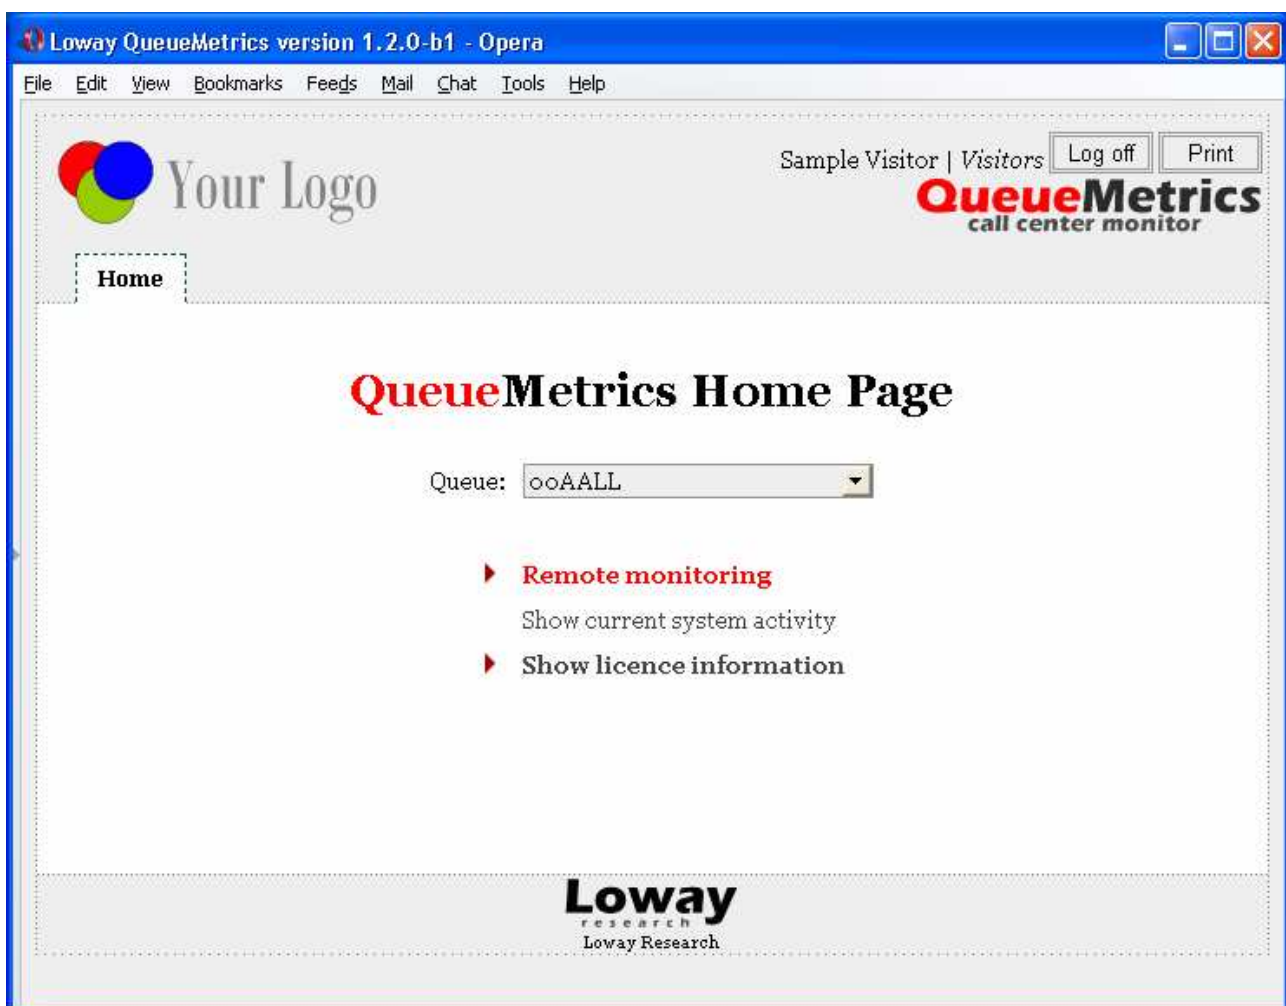 Loway QueueMetrics version 1.2.0-b1 - Opera
File Edit View Bookmarks Feeds Mail Chat Tools Help
Your Logo
Sample Visitor | Visitors Log off Print
QueueMetrics
call center monitor
Home
QueueMetrics Home Page
Queue: 00AALL
Remote monitoring
Show current system activity
Show licence information
Loway
research
Loway Research